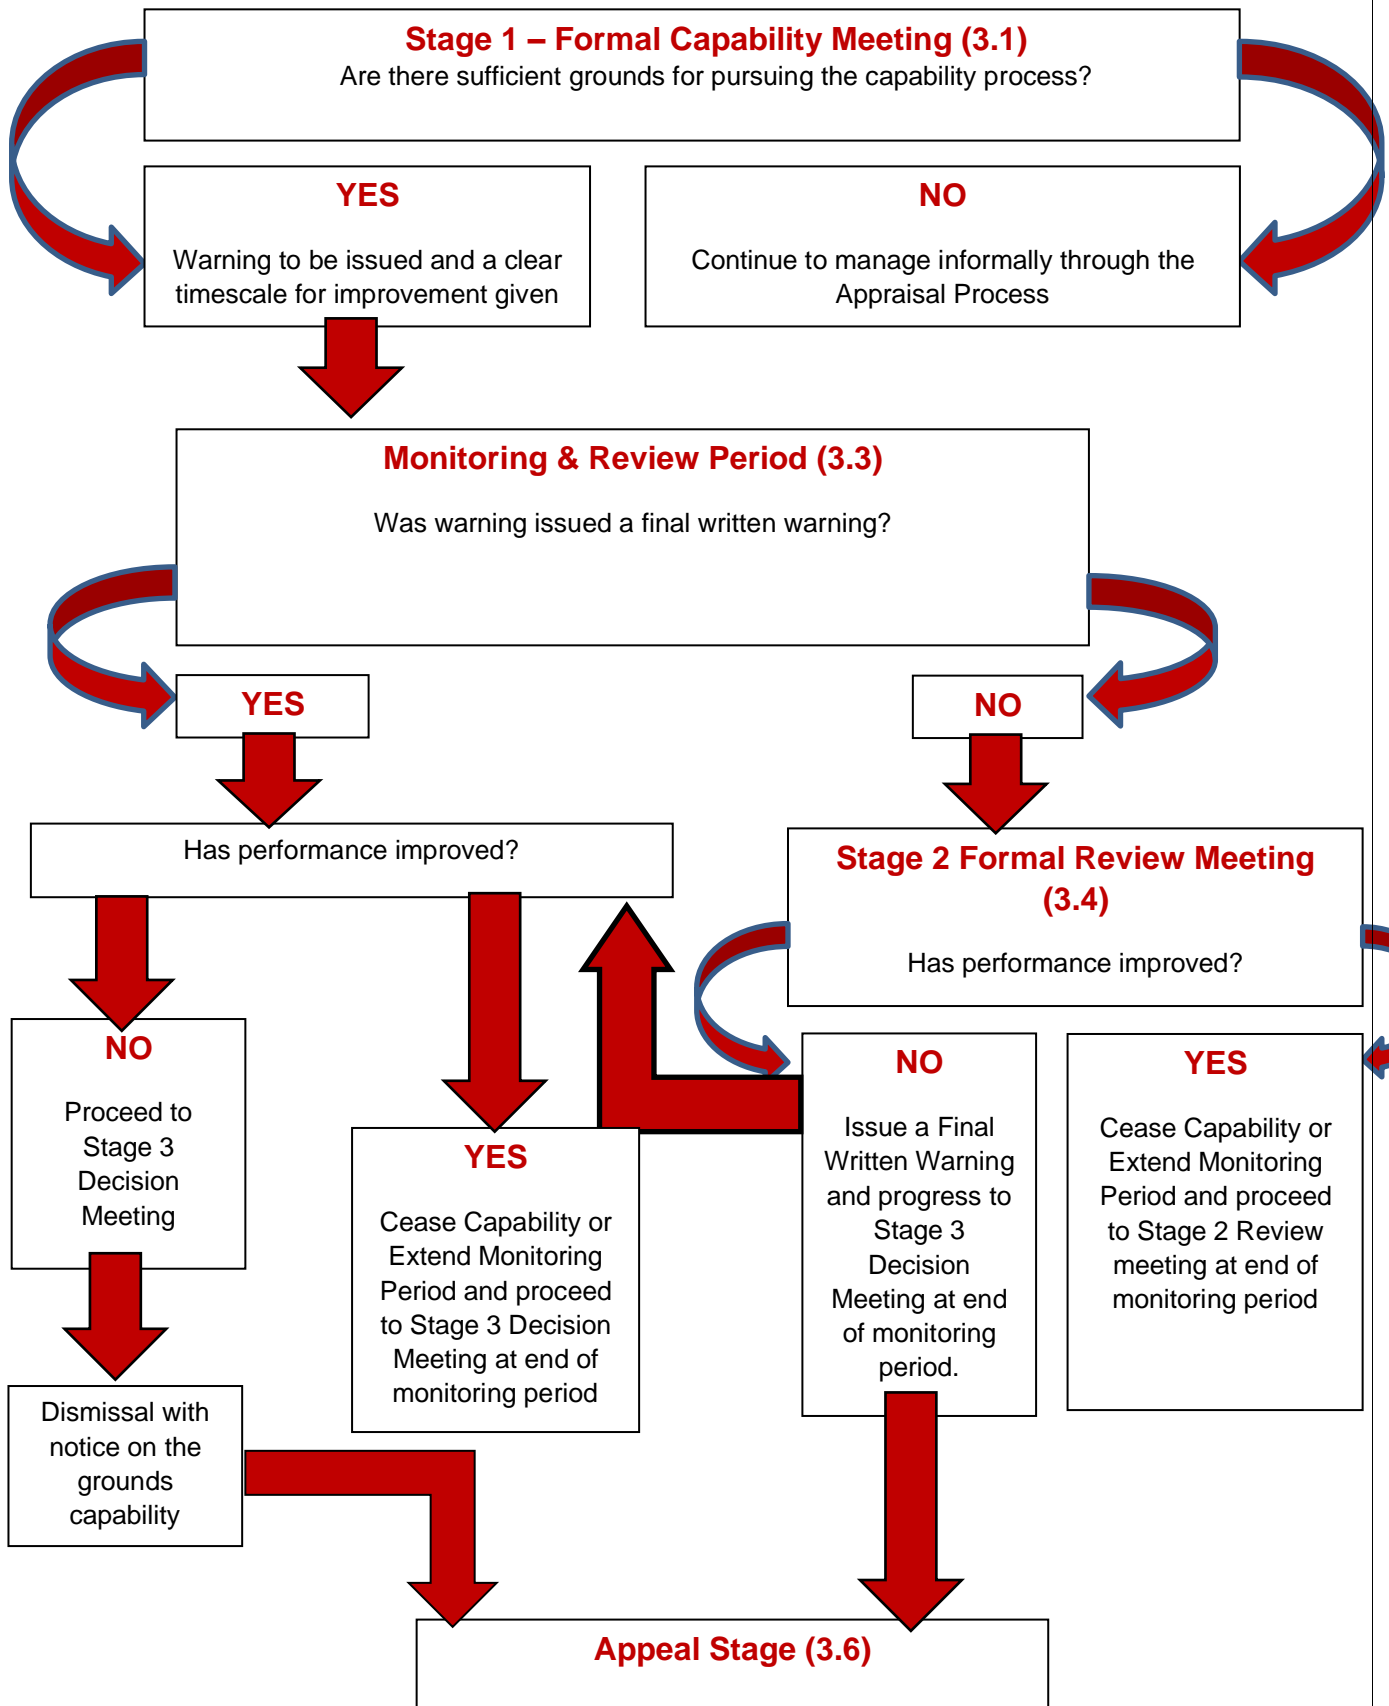 Stage 1 – Formal Capability Meeting (3.1)
Are there sufficient grounds for pursuing the capability process?
YES
Warning to be issued and a clear
timescale for improvement given
NO
Continue to manage informally through the
Appraisal Process
Monitoring & Review Period (3.3)
Was warning issued a final written warning?
YES
NO
Has performance improved?
Stage 2 Formal Review Meeting
(3.4)
Has performance improved?
NO
Proceed to
Stage 3
Decision
Meeting
YES
Cease Capability or
Extend Monitoring
Period and proceed
to Stage 3 Decision
Meeting at end of
monitoring period
NO
Issue a Final
Written Warning
and progress to
Stage 3
Decision
Meeting at end
of monitoring
period.
YES
Cease Capability or
Extend Monitoring
Period and proceed
to Stage 2 Review
meeting at end of
monitoring period
Dismissal with
notice on the
grounds
capability
Appeal Stage (3.6)